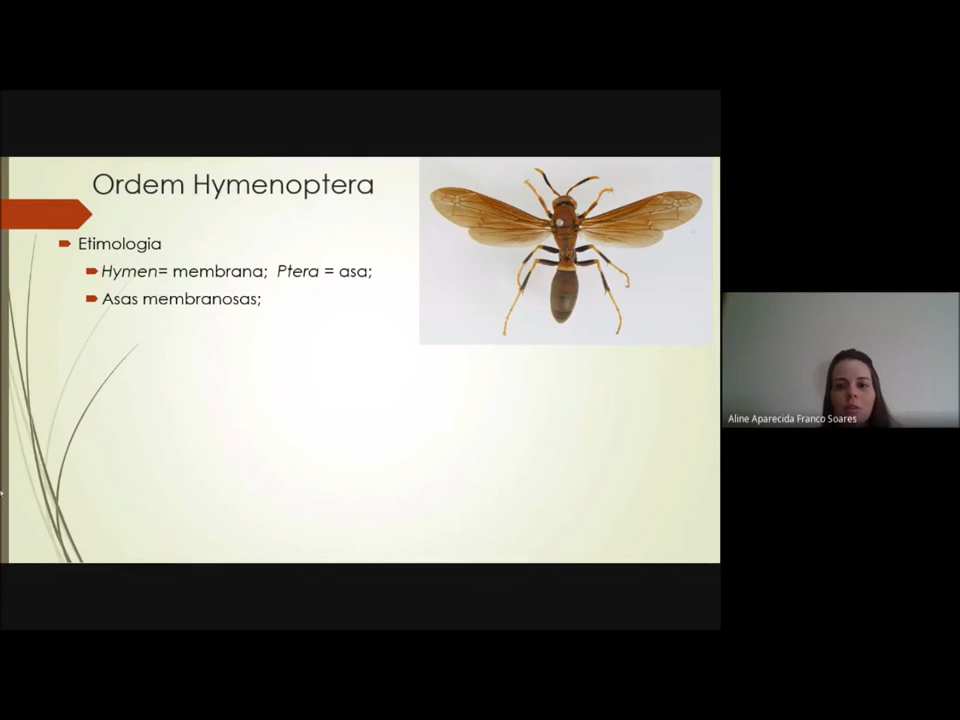 Ordem Hymenoptera
Etimologia
Hymen= membrana; Ptera = asa;
Asas membranosas;
Aline Aparecida Franco Soares